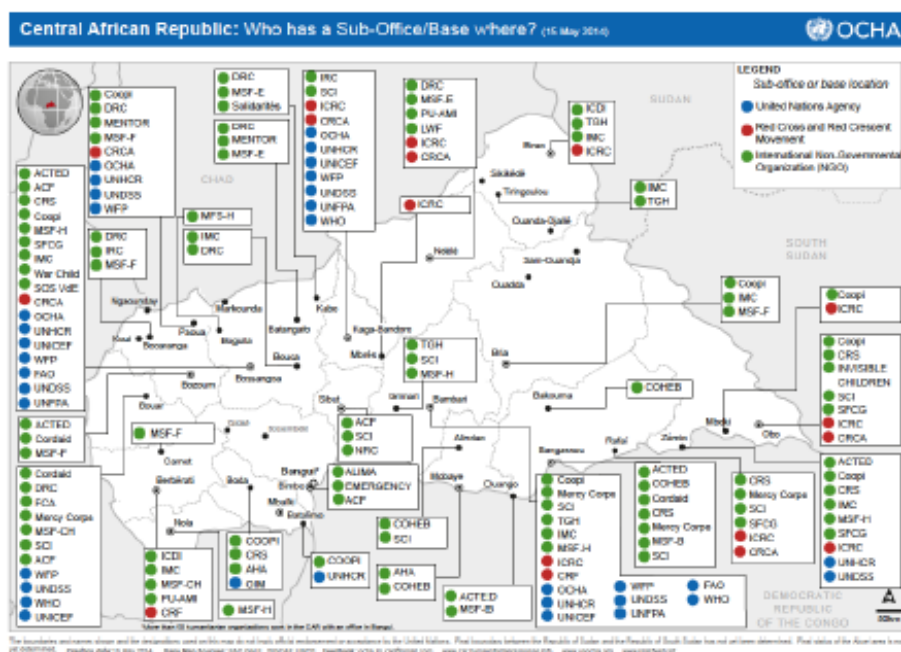 Central African Republic: Who has a Sub-Office/Base where? (15 May 2014)
OCHA
LEGEND
Sub-office or base location
United Nations Agency
Red Cross and Red Crescent Movement
International Non-Governmental Organization (NGO)
SUDAN
CHAD
SOUTH SUDAN
DEMOCRATIC REPUBLIC OF THE CONGO
Coopi
DRC
MENTOR
MSF-F
CRCA
OCHA
UNHCR
UNDSS
WFP
DRC
MSF-E
Solidarités
DRC
MENTOR
MSF-E
IRC
SCI
ICRC
CRCA
OCHA
UNHCR
UNICEF
WFP
UNDSS
UNFPA
WHO
DRC
MSF-E
PU-AMI
LWF
ICRC
CRCA
ICDI
TGH
IMC
ICRC
IMC
TGH
ICRC
ACTED
ACF
CRS
Coopi
MSF-H
SFCG
IMC
War Child
SOS VdE
CRCA
OCHA
UNHCR
UNICEF
WFP
FAO
UNDSS
UNFPA
MFS-H
IMC
DRC
DRC
IRC
MSF-F
Coopi
IMC
MSF-F
Coopi
ICRC
Coopi
CRS
INVISIBLE CHILDREN
SCI
SFCG
ICRC
CRCA
TGH
SCI
MSF-H
COHEB
ACTED
Cordaid
MSF-F
MSF-F
ACF
SCI
NRC
ALIMA
EMERGENCY
ACF
Cordaid
DRC
FCA
Mercy Corps
MSF-CH
SCI
ACF
WFP
UNDSS
WHO
UNICEF
ICDI
IMC
MSF-CH
PU-AMI
CRF
COOPI
CRS
AHA
OIM
MSF-H
COOPI
UNHCR
COHEB
SCI
AHA
COHEB
ACTED
MSF-B
Coopi
Mercy Corps
SCI
TGH
IMC
MSF-H
ICRC
CRF
OCHA
UNHCR
UNICEF
WFP
UNDSS
UNFPA
FAO
WHO
ACTED
COHEB
Cordaid
CRS
Mercy Corps
MSF-B
SCI
CRS
Mercy Corps
SCI
SFCG
ICRC
CRCA
ACTED
Coopi
CRS
IMC
MSF-H
SFCG
ICRC
UNHCR
UNDSS
Birao
Sikikédé
Tiringoulou
Ouanda-Djallé
Sam-Ouandja
Ouadda
Ndélé
Ngaounday
Markounda
Paoua
Boguila
Koui
Bocaranga
Batangafo
Kabo
Kaga-Bandoro
Mbrès
Bouca
Bossangoa
Bozoum
Bouar
Bria
Sibut
Grimari
Bambari
Bakouma
Alindao
Bangassou
Rafaï
Zémio
Mboki
Obo
Carnot
Berbérati
Boda
Bangui
Bimbo
Mbaïki
Batalimo
Nola
Mobaye
Ouango